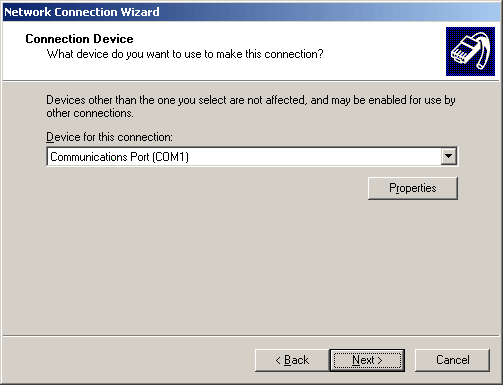 Network Connection Wizard
Connection Device
What device do you want to use to make this connection?
Devices other than the one you select are not affected, and may be enabled for use by
other connections.
Device for this connection:
Communications Port (COM1)
Properties
< Back
Next >
Cancel